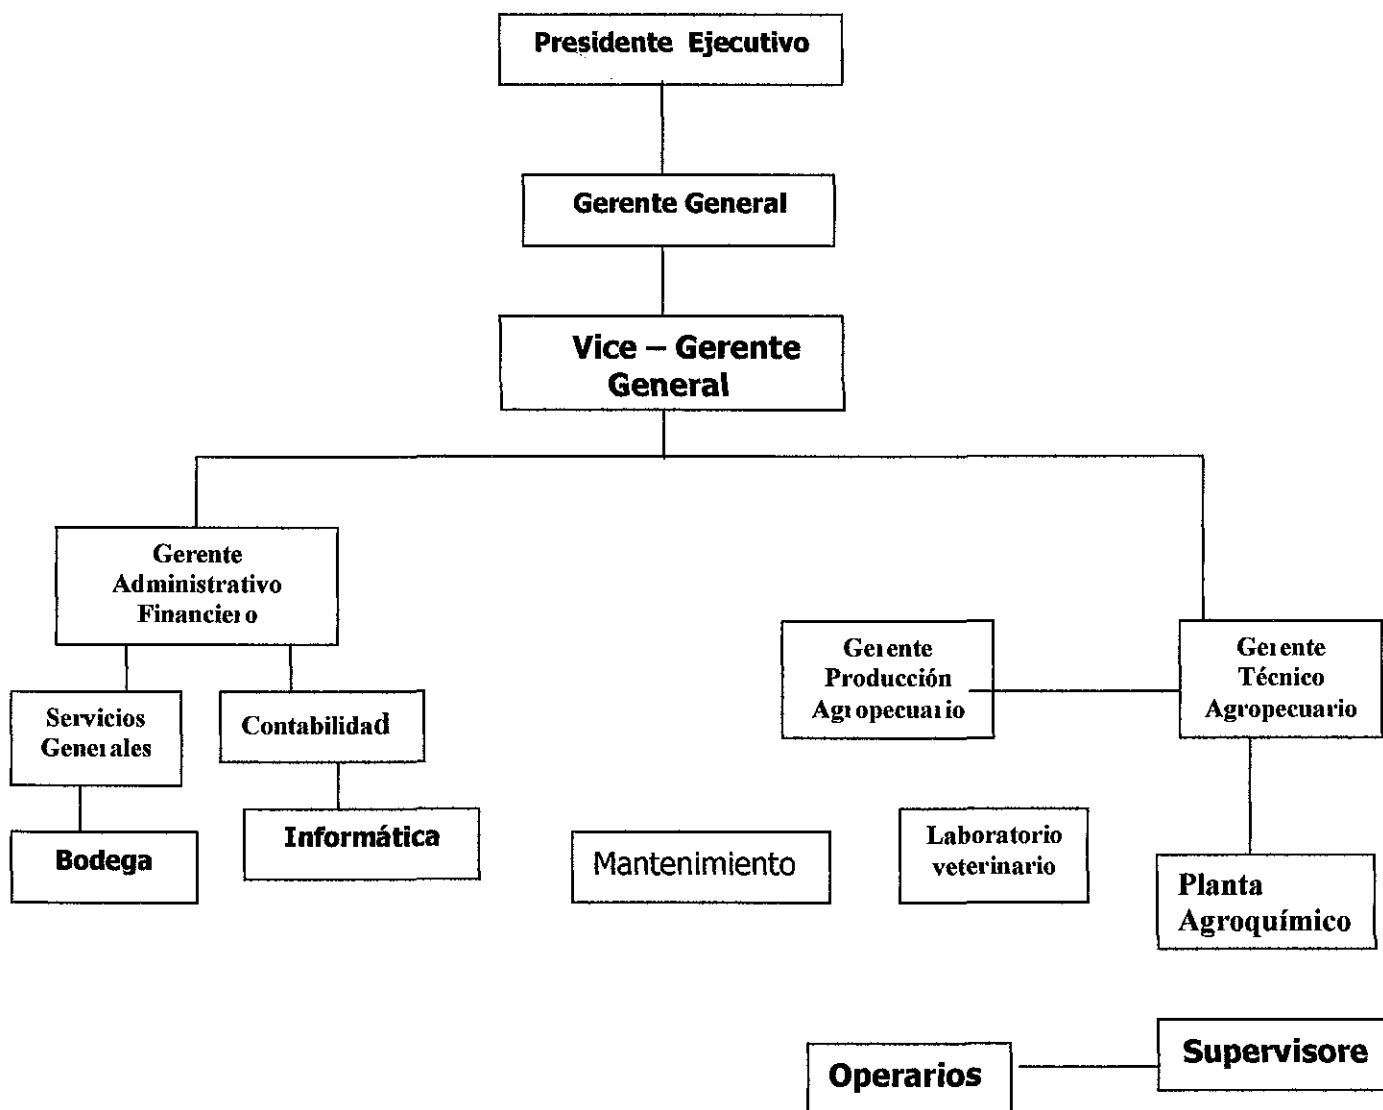 Presidente Ejecutivo
Gerente General
Vice – Gerente
General
Gerente
Administrativo
Financiero
Gerente
Producción
Agropecuario
Gerente
Técnico
Agropecuario
Servicios
Generales
Contabilidad
Bodega
Informática
Mantenimiento
Laboratorio
veterinario
Planta
Agroquímico
Operarios
Supervisore